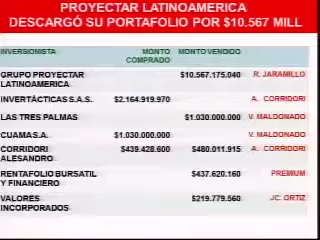 PROYECTAR LATINOAMERICA
DESCARGÓ SU PORTAFOLIO POR $10.567 MILL
INVERSIONISTA MONTO COMPRADO MONTO VENDIDO
GRUPO PROYECTAR LATINOAMERICA $10.567.175.040 R. JARAMILLO
INVERTÁCTICAS S.A.S. $2.164.919.970 A. CORRIDORI
LAS TRES PALMAS $1.030.000.000 V. MALDONADO
CUAMA S.A. $1.030.000.000 V. MALDONADO
CORRIDORI ALESANDRO $439.428.600 $480.011.915 A. CORRIDORI
RENTAFOLIO BURSATIL Y FINANCIERO $437.620.160 PREMIUM
VALORES INCORPORADOS $219.779.560 JC. ORTIZ